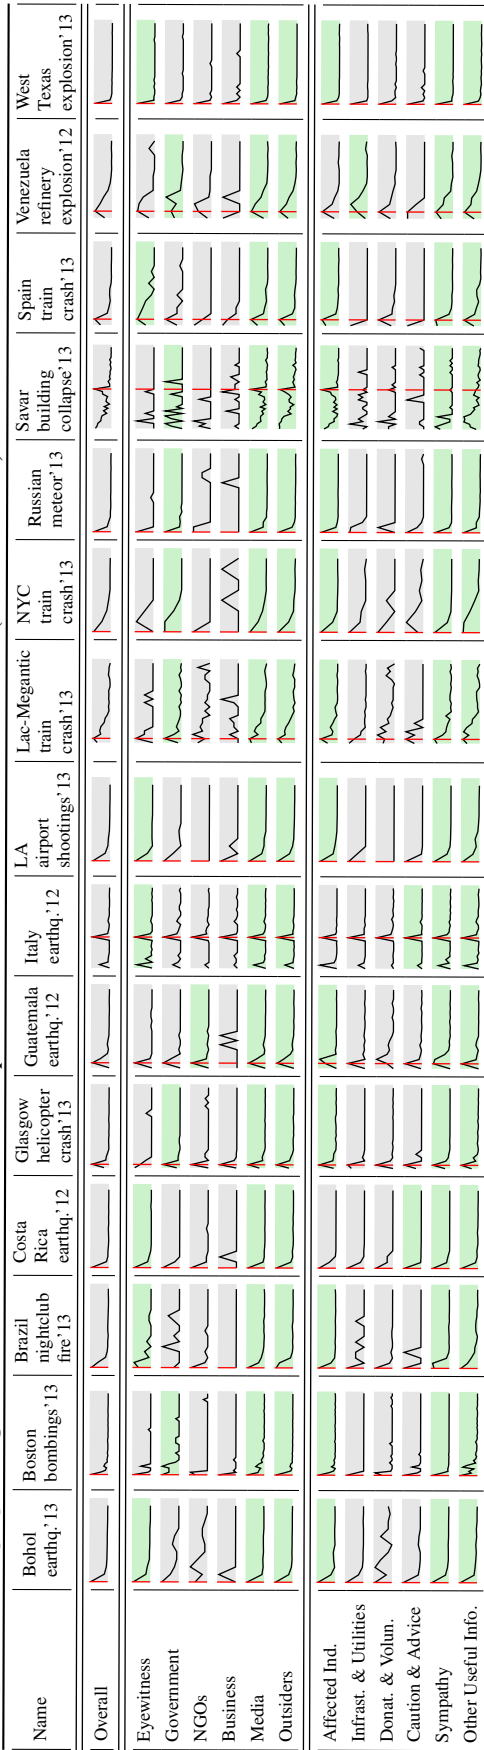 Name
Bohol
earthq.'13
Boston
bombings'13
Brazil
nightclub
fire'13
Costa
Rica
earthq.'12
Glasgow
helicopter
crash'13
Guatemala
earthq.'12
Italy
earthq.'12
LA
airport
shootings'13
Lac-Megantic
train
crash'13
NYC
train
crash'13
Russian
meteor'13
Savar
building
collapse'13
Spain
train
crash'13
Venezuela
refinery
explosion'12
West
Texas
explosion'13
Overall
Eyewitness
Government
NGOs
Business
Media
Outsiders
Affected Ind.
Infrast. & Utilities
Donat. & Volun.
Caution & Advice
Sympathy
Other Useful Info.